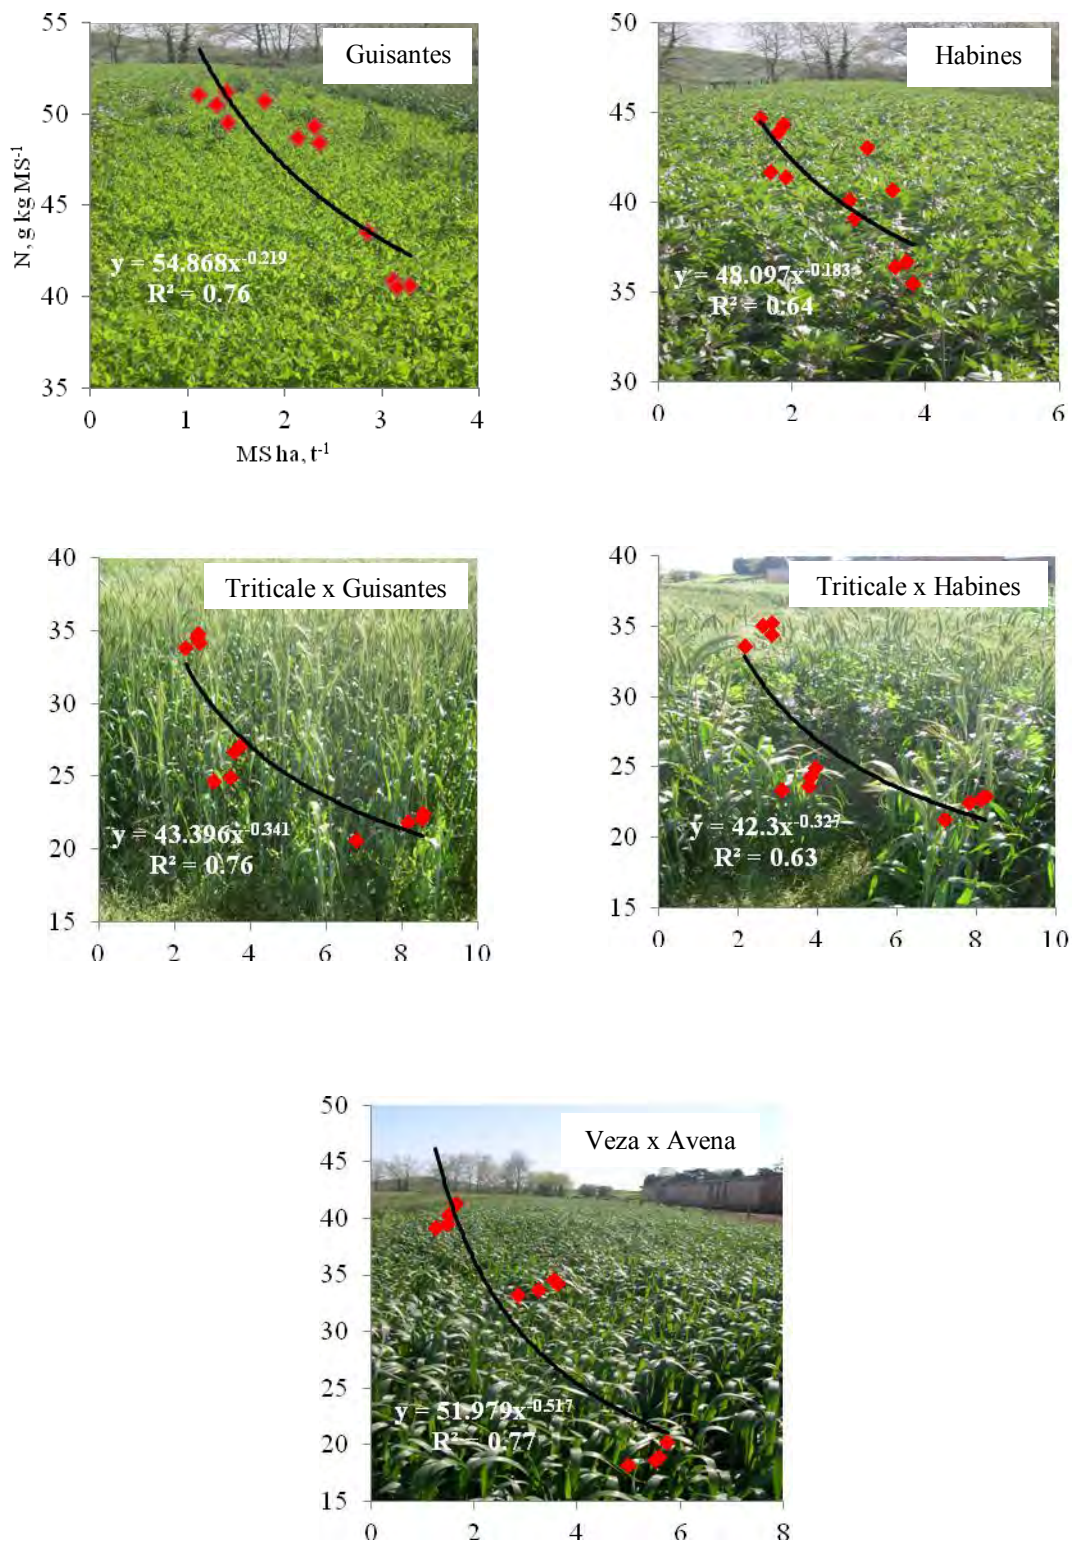 55
50
45
40
35
N, g kg MS-1
Guisantes
y = 54.868x-0.219
R² = 0.76
0 1 2 3 4
MS ha, t-1
50
45
40
35
30
Habines
y = 48.097x-0.183
R² = 0.64
0 2 4 6
40
35
30
25
20
15
Triticale x Guisantes
y = 43.396x-0.341
R² = 0.76
0 2 4 6 8 10
40
35
30
25
20
15
Triticale x Habines
y = 42.3x-0.327
R² = 0.63
0 2 4 6 8 10
50
45
40
35
30
25
20
15
Veza x Avena
y = 51.979x-0.517
R² = 0.77
0 2 4 6 8